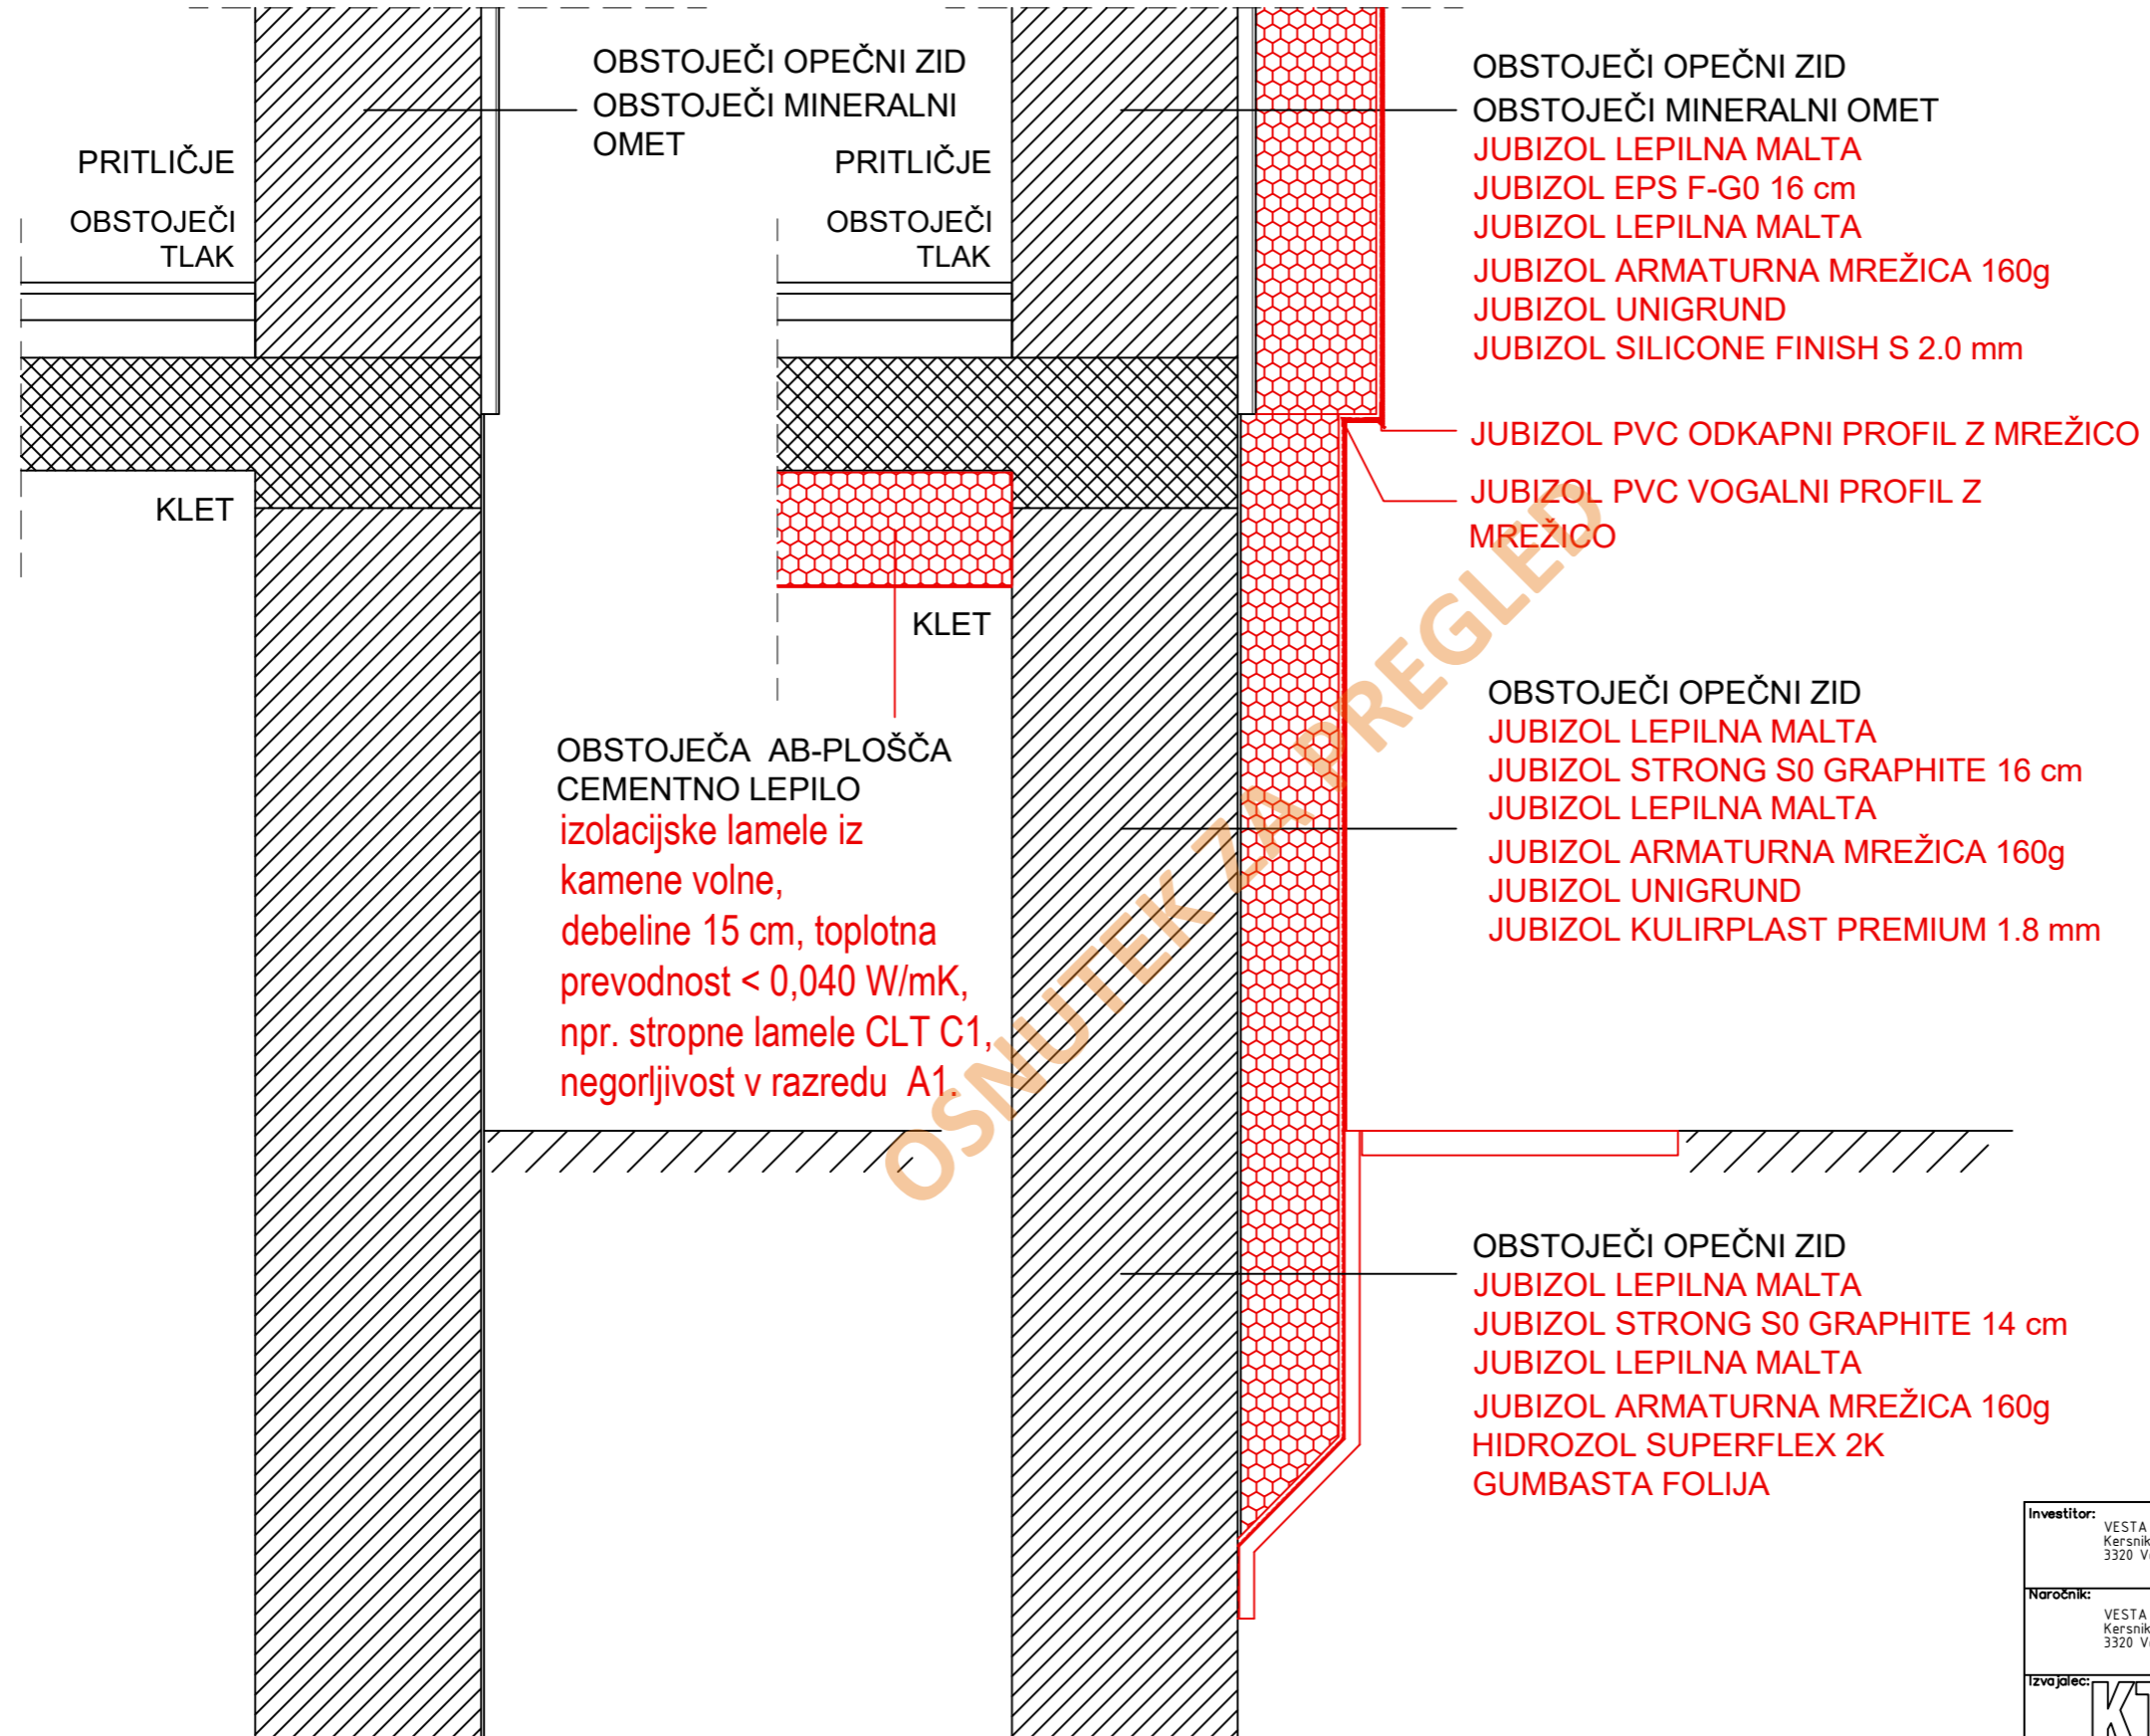 OBSTOJEČI OPEČNI ZID
OBSTOJEČI MINERALNI
OMET
PRITLIČJE
OBSTOJEČI
TLAK
KLET
PRITLIČJE
OBSTOJEČI
TLAK
KLET
OBSTOJEČA AB-PLOŠČA
CEMENTNO LEPILO
izolacijske lamele iz
kamene volne,
debeline 15 cm, toplotna
prevodnost < 0,040 W/mK,
npr. stropne lamele CLT C1,
negorljivost v razredu A1.
OBSTOJEČI OPEČNI ZID
OBSTOJEČI MINERALNI OMET
JUBIZOL LEPILNA MALTA
JUBIZOL EPS F-G0 16 cm
JUBIZOL LEPILNA MALTA
JUBIZOL ARMATURNA MREŽICA 160g
JUBIZOL UNIGRUND
JUBIZOL SILICONE FINISH S 2.0 mm
JUBIZOL PVC ODKAPNI PROFIL Z MREŽICO
JUBIZOL PVC VOGALNI PROFIL Z
MREŽICO
OBSTOJEČI OPEČNI ZID
JUBIZOL LEPILNA MALTA
JUBIZOL STRONG S0 GRAPHITE 16 cm
JUBIZOL LEPILNA MALTA
JUBIZOL ARMATURNA MREŽICA 160g
JUBIZOL UNIGRUND
JUBIZOL KULIRPLAST PREMIUM 1.8 mm
OBSTOJEČI OPEČNI ZID
JUBIZOL LEPILNA MALTA
JUBIZOL STRONG S0 GRAPHITE 14 cm
JUBIZOL LEPILNA MALTA
JUBIZOL ARMATURNA MREŽICA 160g
HIDROZOL SUPERFLEX 2K
GUMBASTA FOLIJA
OSNUTEK ZA PREGLED
Investitor:
VESTA
3320
Naročnik:
VESTA
3320
Izvajalec: